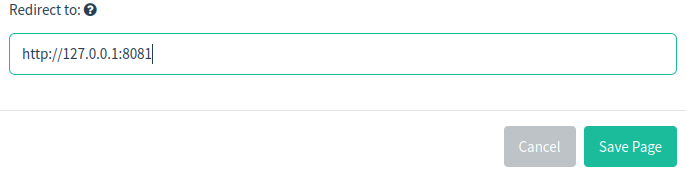 Redirect to:
http://127.0.0.1:8081
Cancel
Save Page